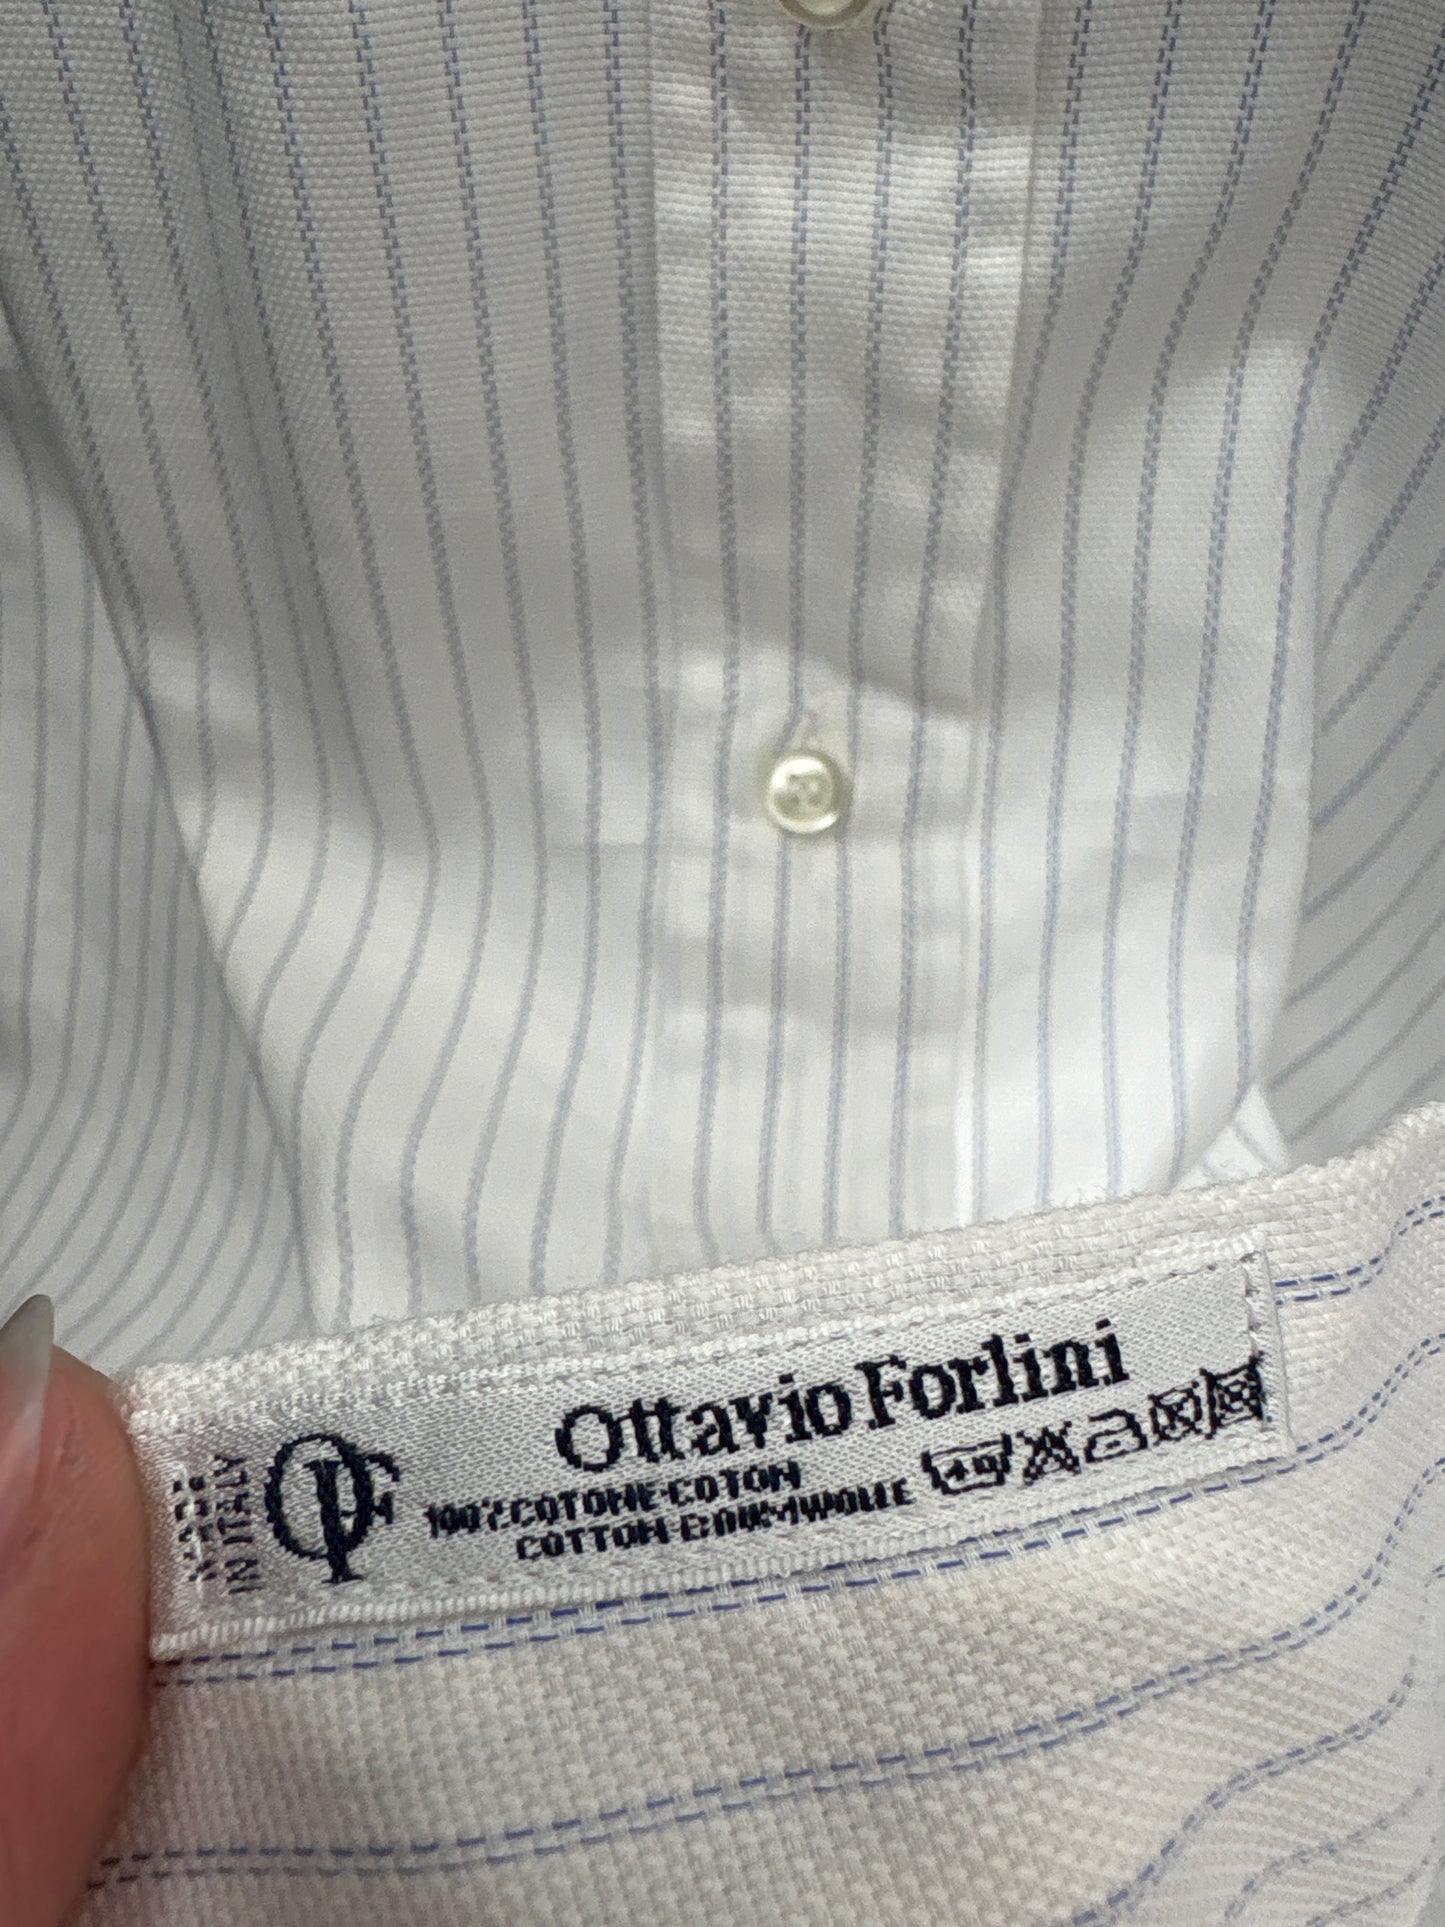 MADE
IN ITALY
OF
Ottavio Forlini
100% COTONE-COTON
COTTON-BAUMWOLLE